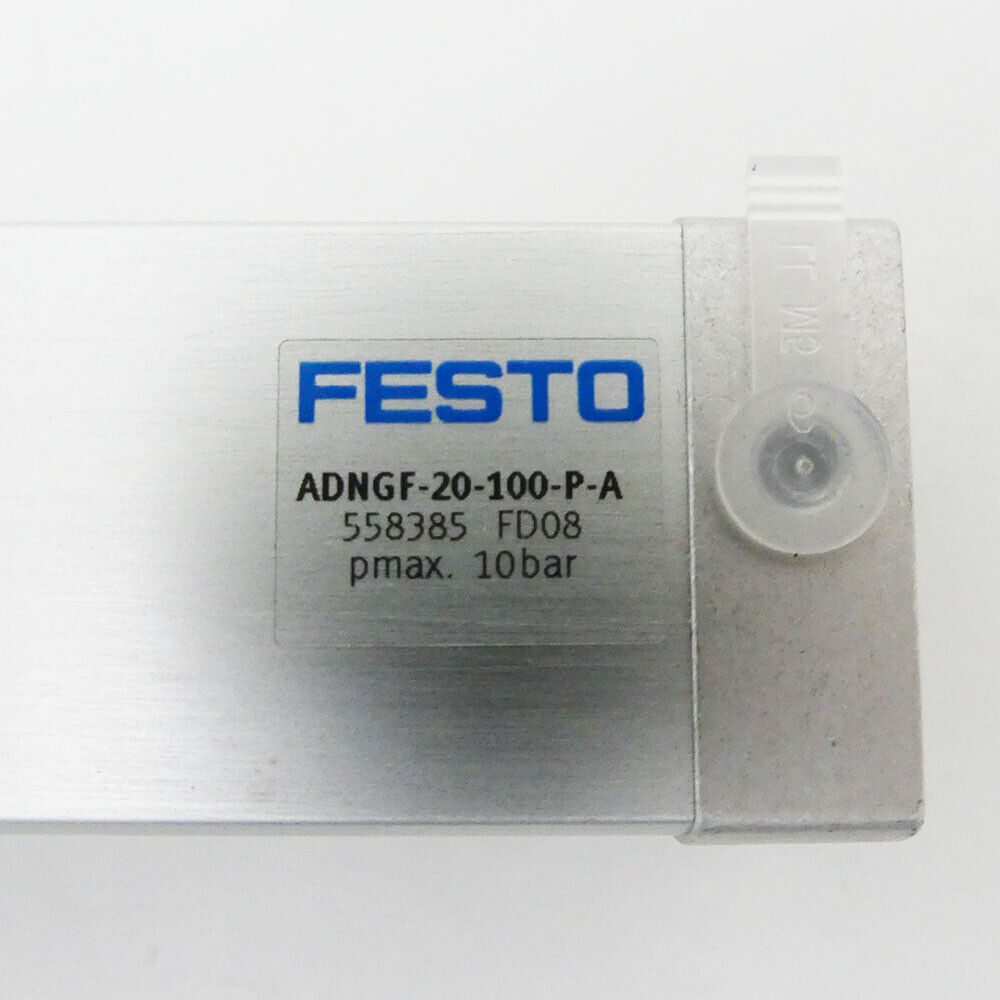 FESTO
ADNGF-20-100-P-A
558385 FD08
pmax. 10bar